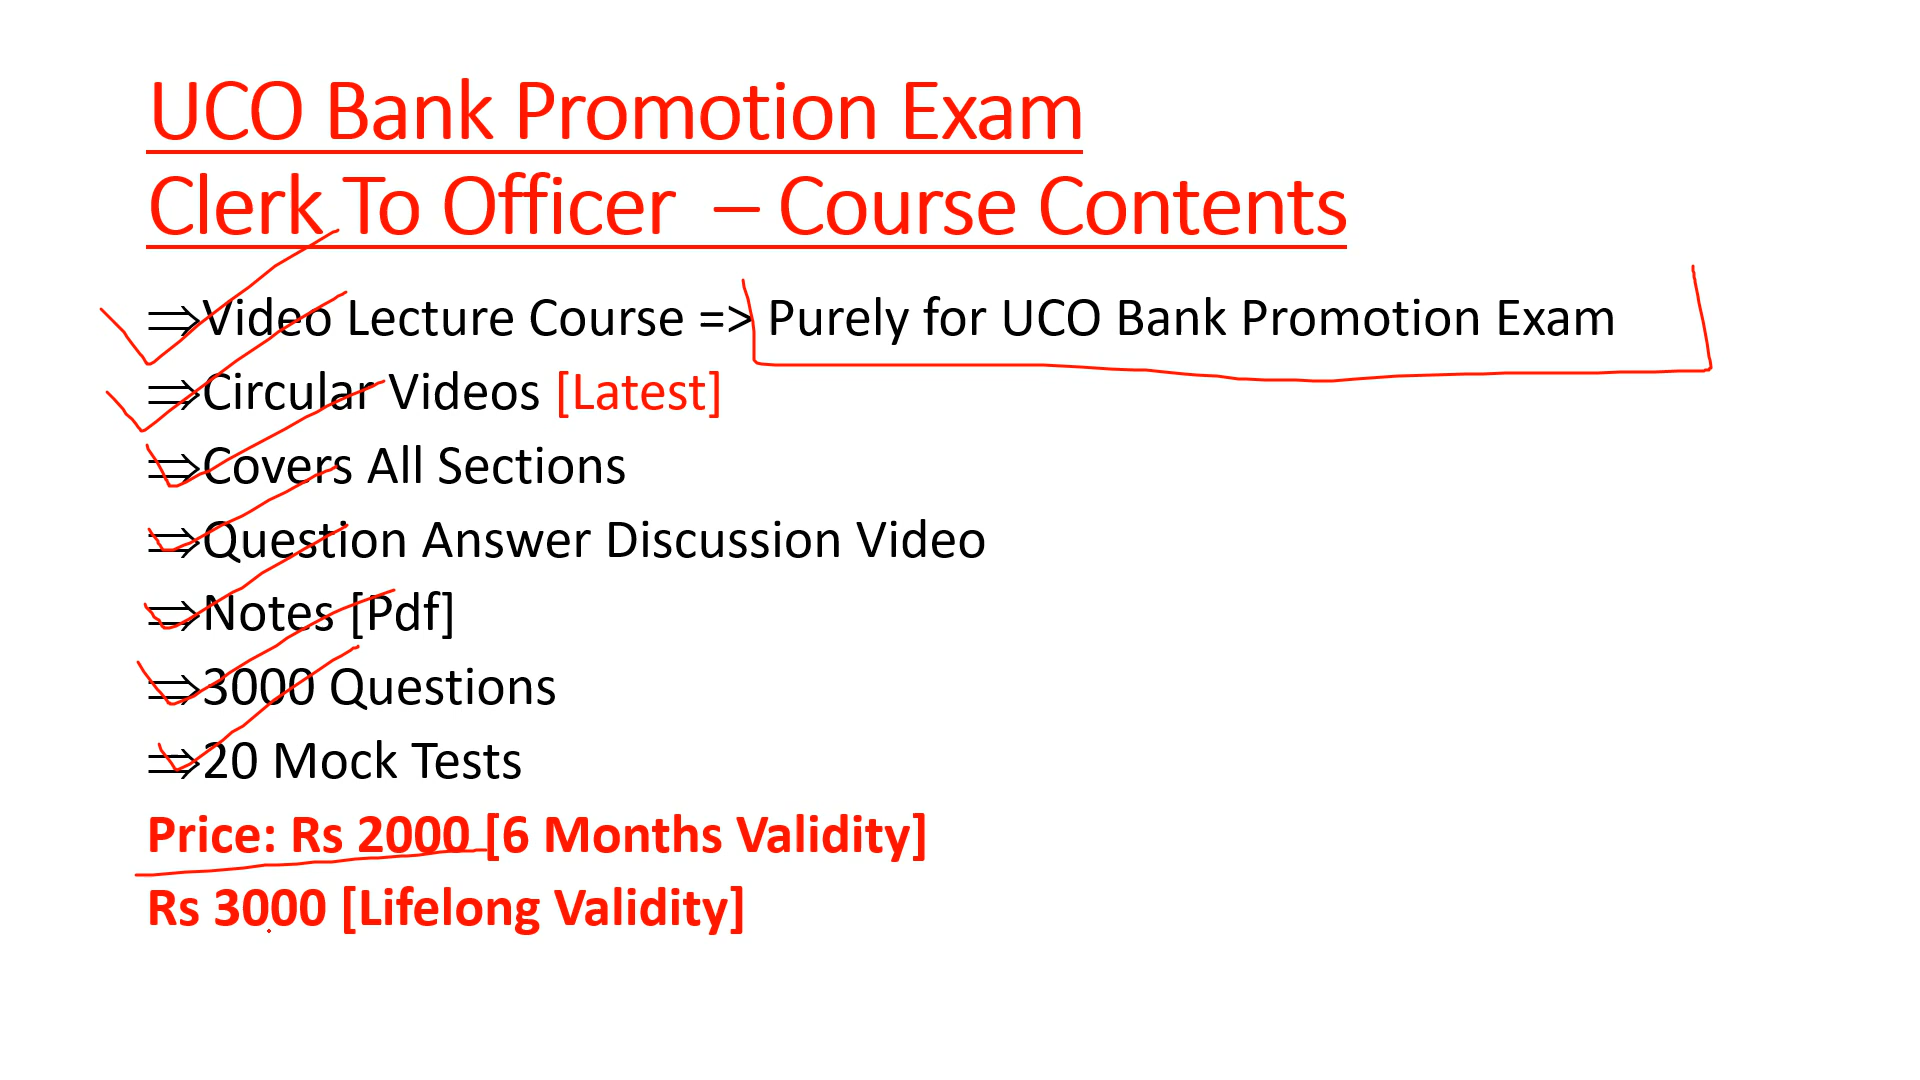 UCO Bank Promotion Exam
Clerk To Officer – Course Contents
⇒Video Lecture Course => Purely for UCO Bank Promotion Exam
⇒Circular Videos [Latest]
⇒Covers All Sections
⇒Question Answer Discussion Video
⇒Notes [Pdf]
⇒3000 Questions
⇒20 Mock Tests
Price: Rs 2000 [6 Months Validity]
Rs 3000 [Lifelong Validity]